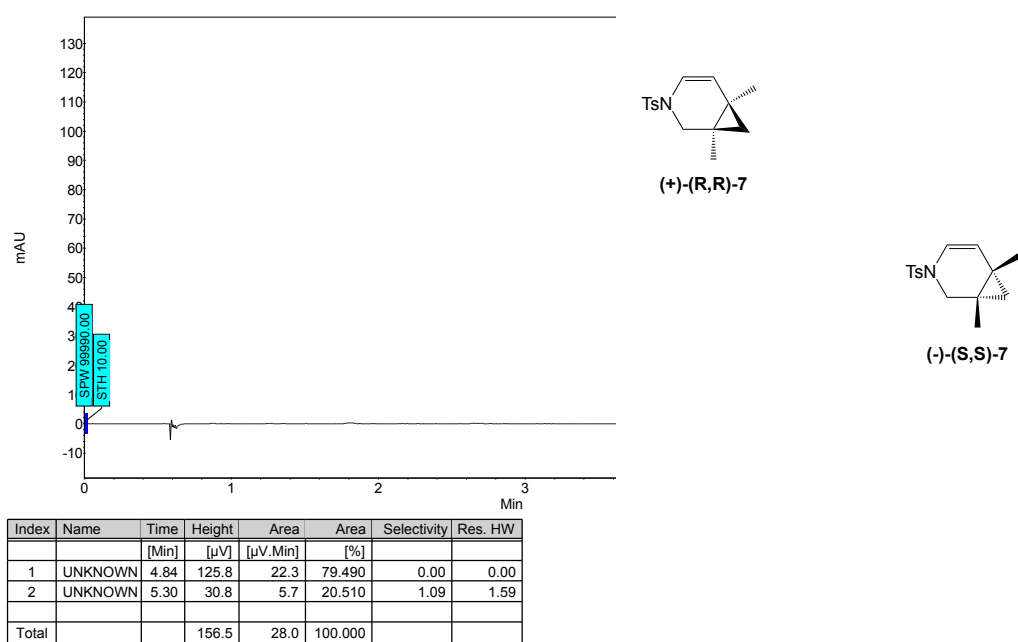 130
120
110
100
90
80
70
60
50
40
3
2
1
0
-10
mAU
SPW 99990.00
STH 10.00
0 1 2 3
Min
TsN
(+)-(R,R)-7
TsN
(-)-(S,S)-7
Index Name Time Height Area Area Selectivity Res. HW
[Min] [µV] [µV.Min] [%]
1 UNKNOWN 4.84 125.8 22.3 79.490 0.00 0.00
2 UNKNOWN 5.30 30.8 5.7 20.510 1.09 1.59
Total 156.5 28.0 100.000